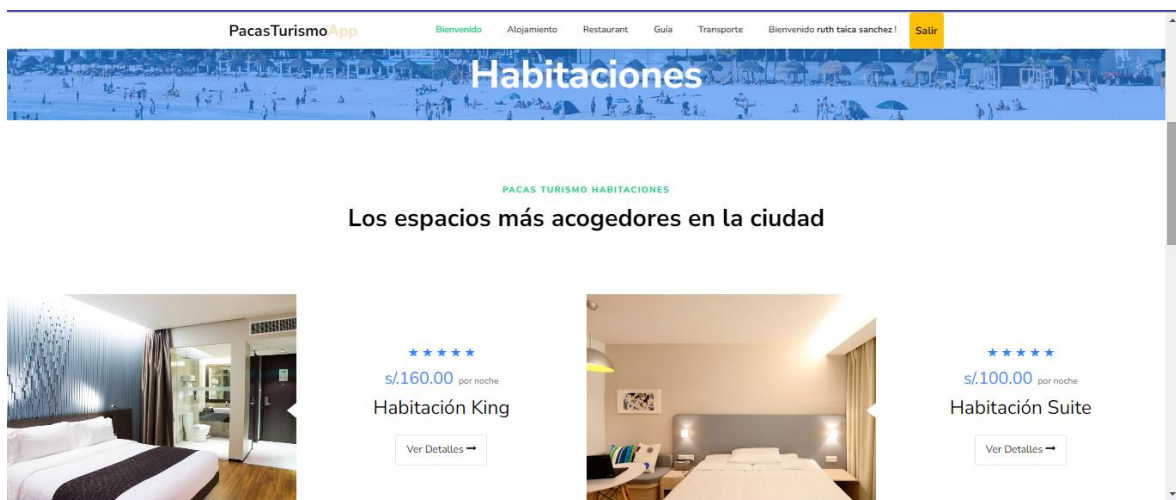 PacasTurismoApp Bienvenido Alojamiento Restaurant Guía Transporte Bienvenido ruth taica sanchez ! Salir
Habitaciones
PACAS TURISMO HABITACIONES
Los espacios más acogedores en la ciudad
★★★★★
s/.160.00 por noche
Habitación King
Ver Detalles ➞
★★★★★
s/.100.00 por noche
Habitación Suite
Ver Detalles ➞